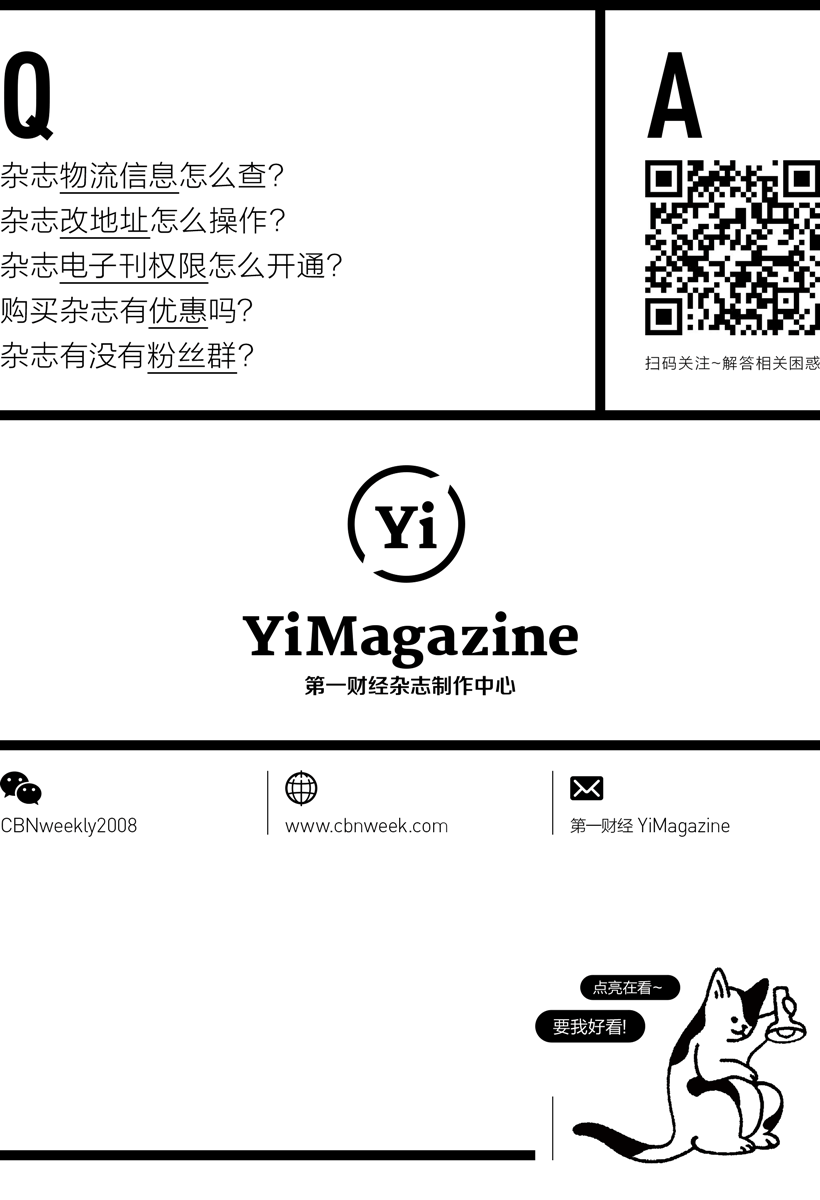 Q
杂志物流信息怎么查?
杂志改地址怎么操作?
杂志电子刊权限怎么开通?
购买杂志有优惠吗?
杂志有没有粉丝群?
A
扫码关注~解答相关困惑
Yi
YiMagazine
第一财经杂志制作中心
CBNweekly2008
www.cbnweek.com
第一财经 YiMagazine
点亮在看~
要我好看!